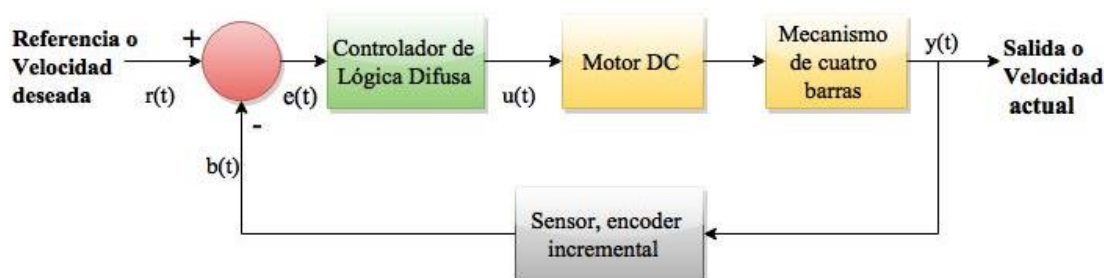 Referencia o
Velocidad
deseada
+
r(t)
-
e(t)
Controlador de
Lógica Difusa
u(t)
Motor DC
Mecanismo
de cuatro
barras
y(t)
Salida o
Velocidad
actual
b(t)
Sensor, encoder
incremental